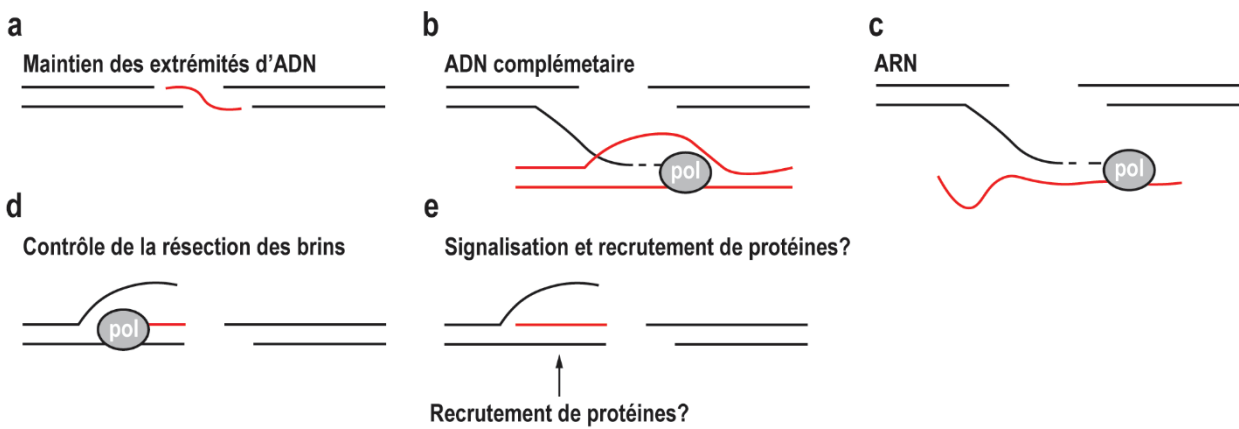 a
Maintien des extrémités d'ADN
b
ADN complémetaire
pol
c
ARN
pol
d
Contrôle de la résection des brins
pol
e
Signalisation et recrutement de protéines?
Recrutement de protéines?